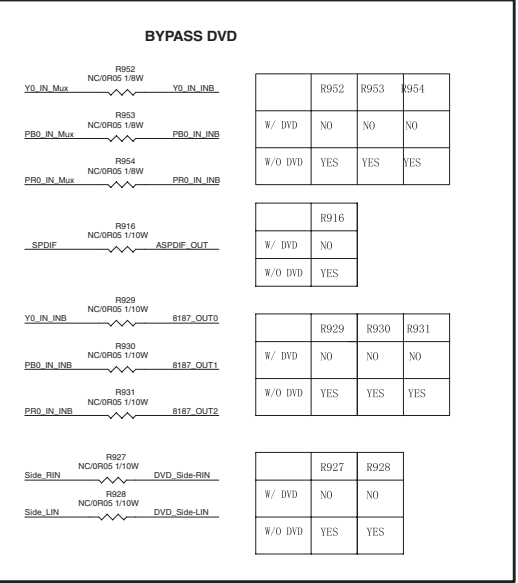 BYPASS DVD
R952
NC/0R05 1/8W
Y0_IN_Mux Y0_IN_INB
R953
NC/0R05 1/8W
PB0_IN_Mux PB0_IN_INB
R954
NC/0R05 1/8W
PR0_IN_Mux PR0_IN_INB
R952 R953 R954
W/ DVD NO NO NO
W/O DVD YES YES YES
R916
NC/0R05 1/10W
SPDIF ASPDIF_OUT
R916
W/ DVD NO
W/O DVD YES
R929
NC/0R05 1/10W
Y0_IN_INB 8187_OUT0
R930
NC/0R05 1/10W
PB0_IN_INB 8187_OUT1
R931
NC/0R05 1/10W
PR0_IN_INB 8187_OUT2
R929 R930 R931
W/ DVD NO NO NO
W/O DVD YES YES YES
R927
NC/0R05 1/10W
Side_RIN DVD_Side-RIN
R928
NC/0R05 1/10W
Side_LIN DVD_Side-LIN
R927 R928
W/ DVD NO NO
W/O DVD YES YES